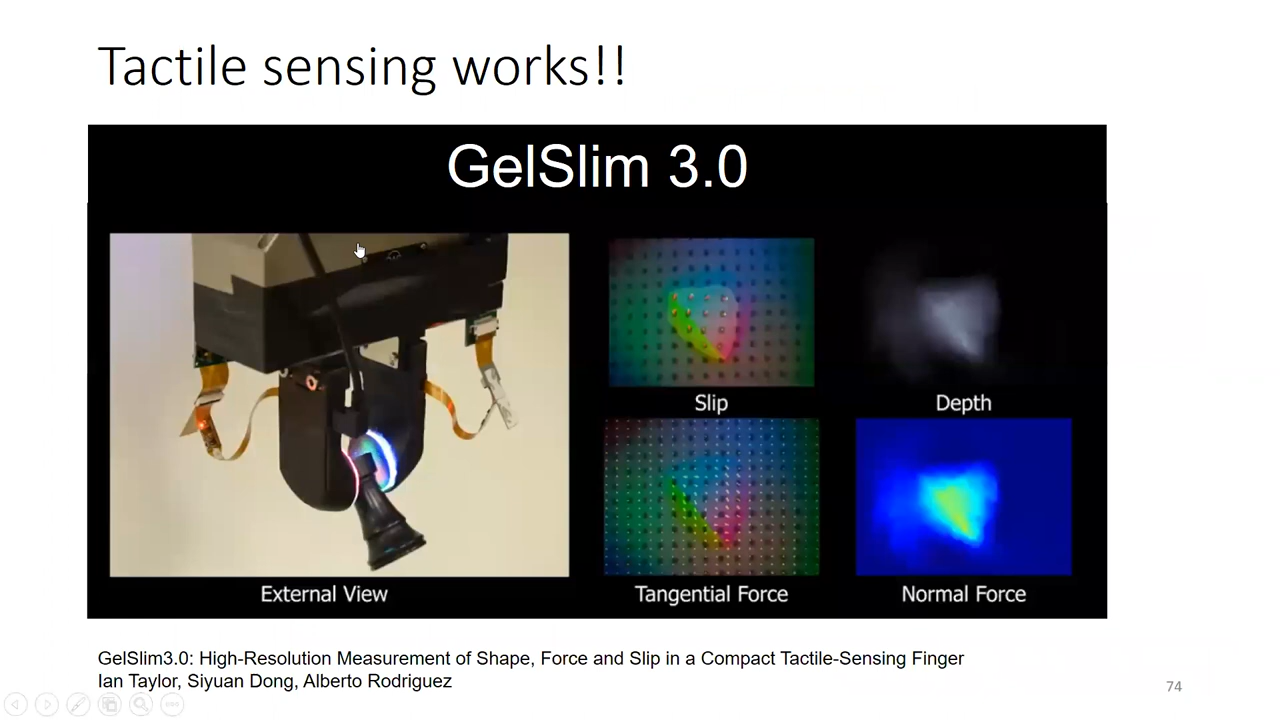 Tactile sensing works!!
GelSlim 3.0
Slip
Depth
External View
Tangential Force
Normal Force
GelSlim3.0: High-Resolution Measurement of Shape, Force and Slip in a Compact Tactile-Sensing Finger
Ian Taylor, Siyuan Dong, Alberto Rodriguez
74